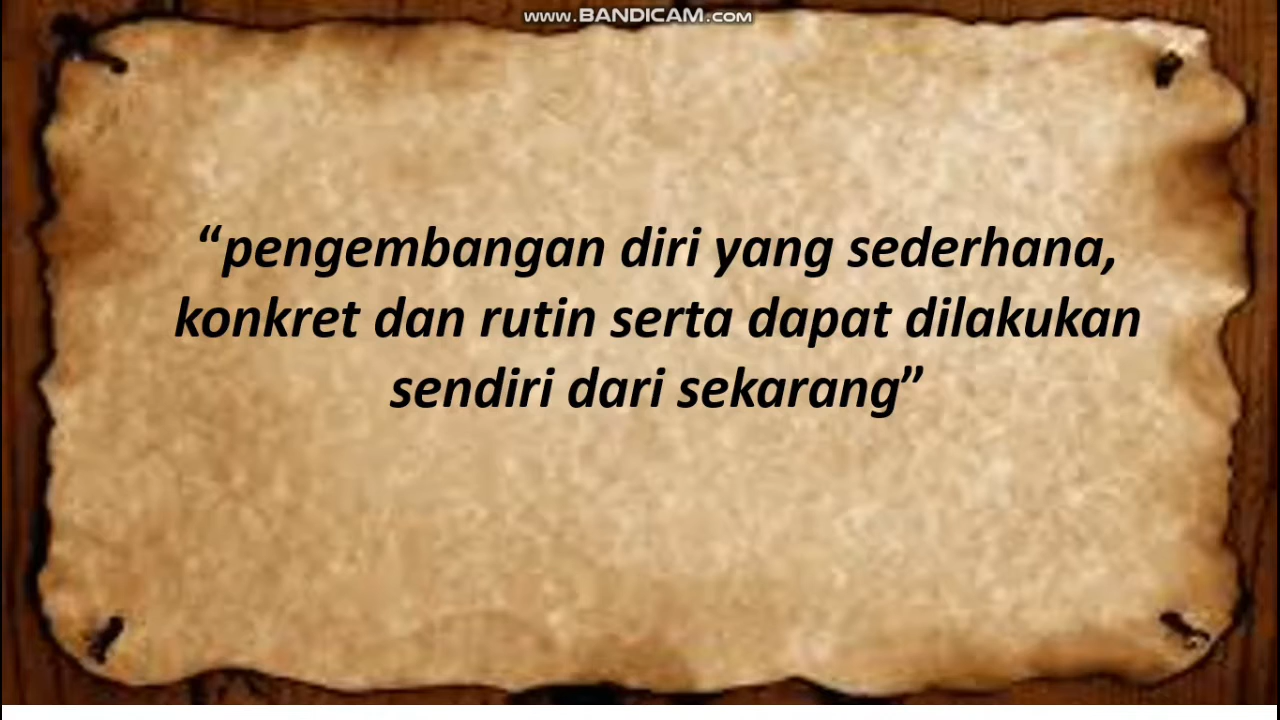 www.BANDICAM.com
“pengembangan diri yang sederhana,
konkret dan rutin serta dapat dilakukan
sendiri dari sekarang”